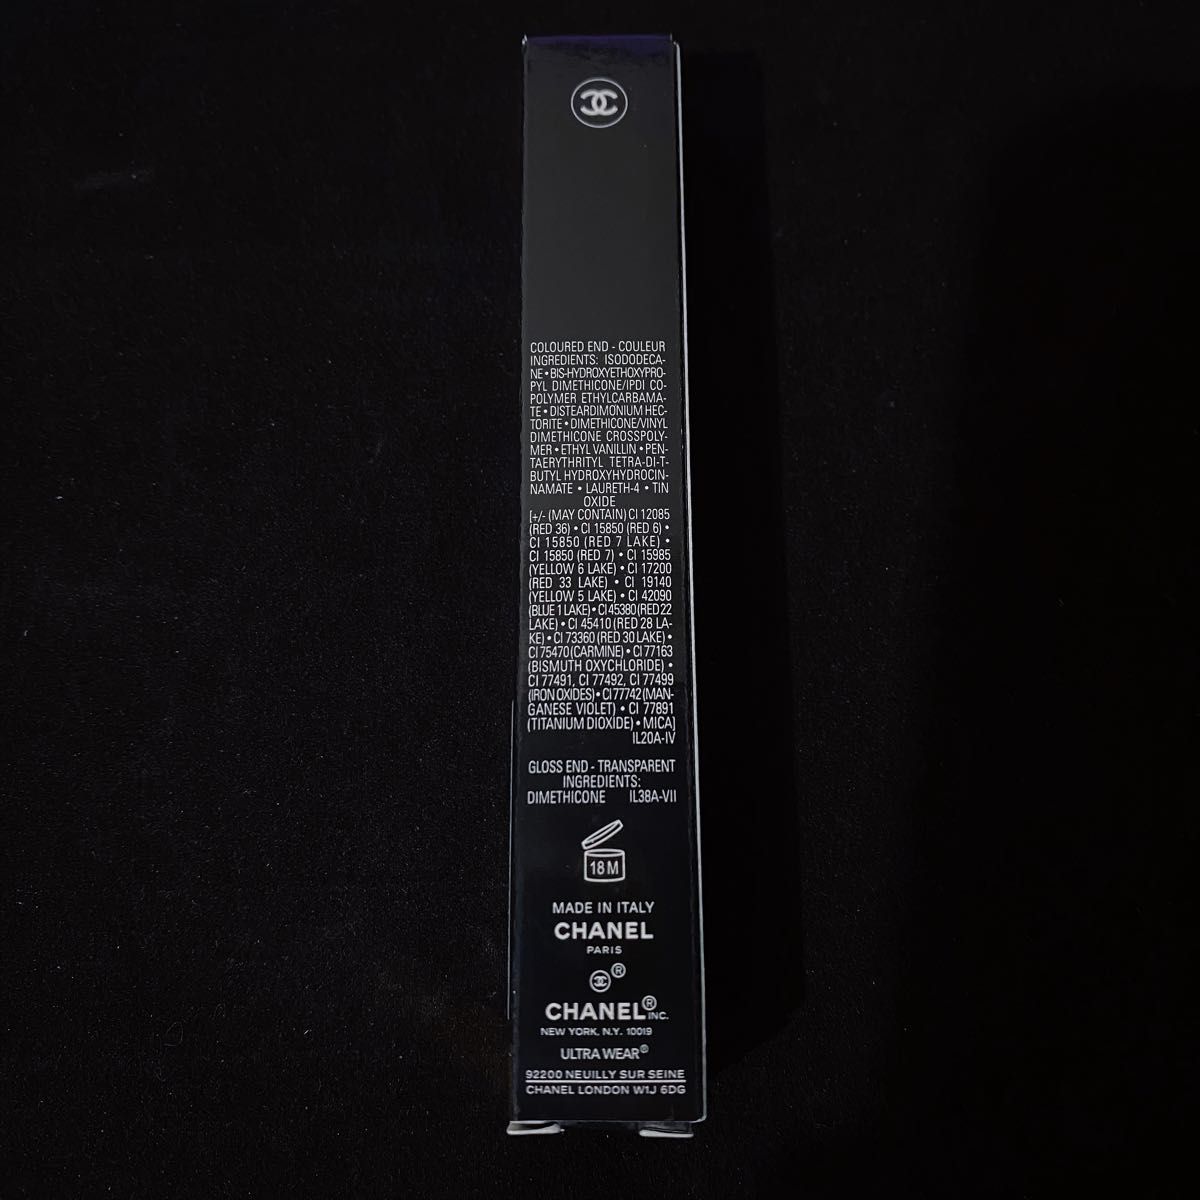 COLOURED END - COULEUR
INGREDIENTS: ISODODECA-
NE • BIS-HYDROXYETHOXYPRO-
PYL DIMETHICONE/IPDI CO-
POLYMER ETHYLCARBAMA-
TE • DISTEARDIMONIUM HEC-
TORITE • DIMETHICONE/VINYL
DIMETHICONE CROSSPOLY-
MER • ETHYL VANILLIN • PEN-
TAERYTHRITYL TETRA-DI-T-
BUTYL HYDROXYHYDROCIN-
NAMATE • LAURETH-4 • TIN
OXIDE
[+/- (MAY CONTAIN) CI 12085
(RED 36) • CI 15850 (RED 6) •
CI 15850 (RED 7 LAKE) •
CI 15850 (RED 7) • CI 15985
(YELLOW 6 LAKE) • CI 17200
(RED 33 LAKE) • CI 19140
(YELLOW 5 LAKE) • CI 42090
(BLUE 1 LAKE) • CI 45380 (RED 22
LAKE) • CI 45410 (RED 28 LA-
KE) • CI 73360 (RED 30 LAKE) •
CI 75470 (CARMINE) • CI 77163
(BISMUTH OXYCHLORIDE) •
CI 77491, CI 77492, CI 77499
(IRON OXIDES) • CI 77742 (MAN-
GANESE VIOLET) • CI 77891
(TITANIUM DIOXIDE) • MICA]
IL20A-IV
GLOSS END - TRANSPARENT
INGREDIENTS:
DIMETHICONE IL38A-VII
18 M
MADE IN ITALY
CHANEL
PARIS
®
CHANEL® INC.
NEW YORK, N.Y. 10019
ULTRA WEAR®
92200 NEUILLY SUR SEINE
CHANEL LONDON W1J 6DG